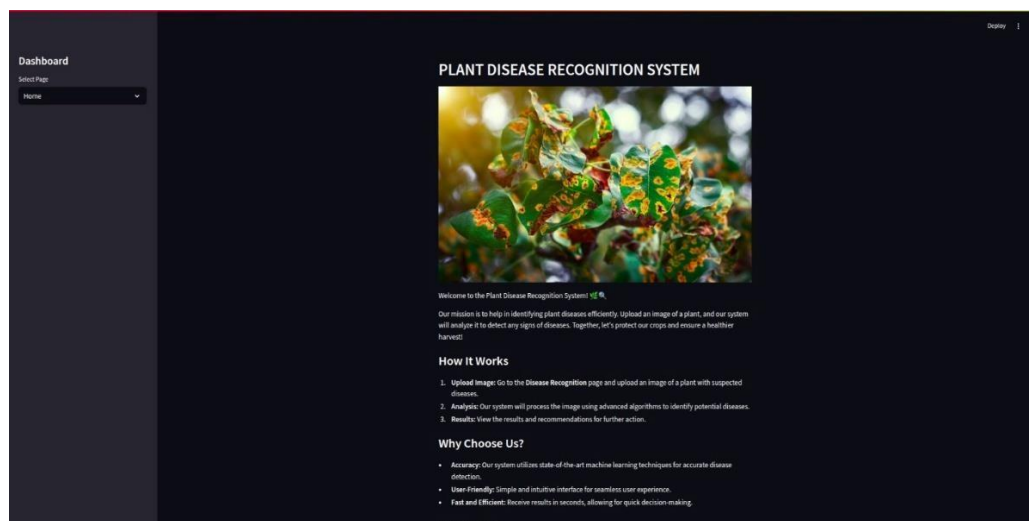 Deploy
Dashboard
Select Page
Home
PLANT DISEASE RECOGNITION SYSTEM
Welcome to the Plant Disease Recognition System! 🌿🔍
Our mission is to help in identifying plant diseases efficiently. Upload an image of a plant, and our system
will analyze it to detect any signs of diseases. Together, let's protect our crops and ensure a healthier
harvest!
How It Works
1. Upload Image: Go to the Disease Recognition page and upload an image of a plant with suspected
diseases.
2. Analysis: Our system will process the image using advanced algorithms to identify potential diseases.
3. Results: View the results and recommendations for further action.
Why Choose Us?
• Accuracy: Our system utilizes state-of-the-art machine learning techniques for accurate disease
detection.
• User-Friendly: Simple and intuitive interface for seamless user experience.
• Fast and Efficient: Receive results in seconds, allowing for quick decision-making.